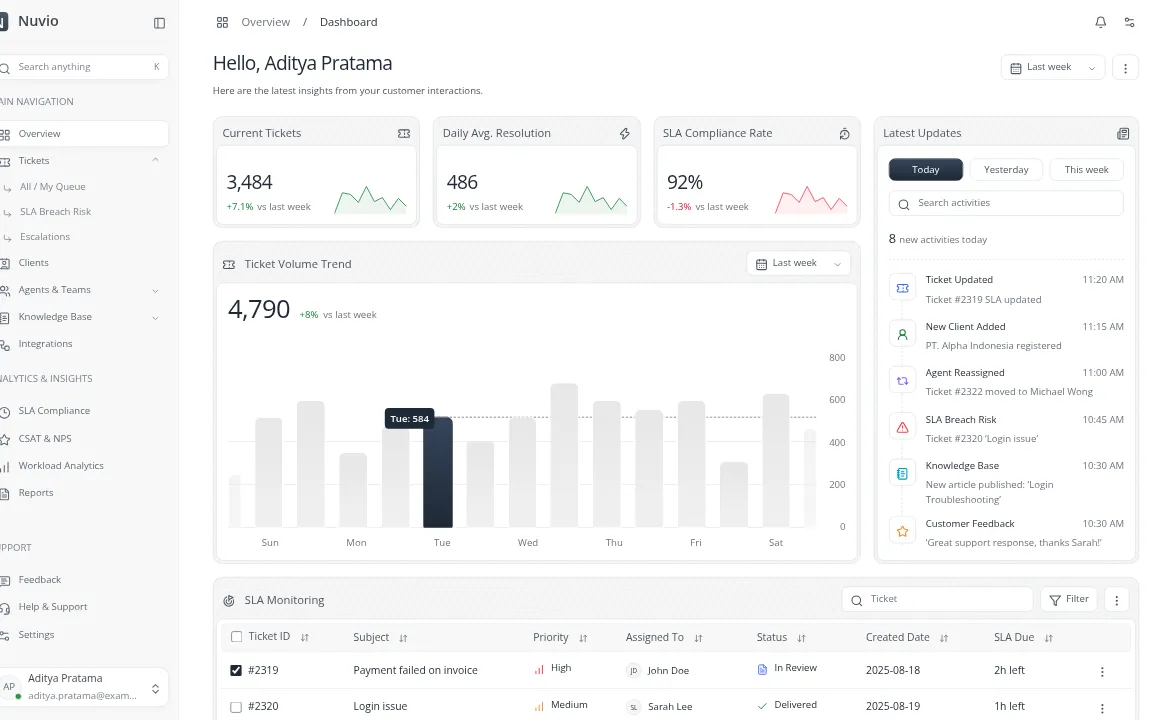 Nuvio
Search anything K
AIN NAVIGATION
Overview
Tickets
All / My Queue
SLA Breach Risk
Escalations
Clients
Agents & Teams
Knowledge Base
Integrations
NALYTICS & INSIGHTS
SLA Compliance
CSAT & NPS
Workload Analytics
Reports
UPPORT
Feedback
Help & Support
Settings
AP Aditya Pratama
aditya.pratama@exam...
Overview / Dashboard
Hello, Aditya Pratama
Here are the latest insights from your customer interactions.
Last week
Current Tickets
3,484
+7.1% vs last week
Daily Avg. Resolution
486
+2% vs last week
SLA Compliance Rate
92%
-1.3% vs last week
Ticket Volume Trend
Last week
4,790 +8% vs last week
800
600
400
200
0
Tue: 584
Sun Mon Tue Wed Thu Fri Sat
Latest Updates
Today Yesterday This week
Search activities
8 new activities today
Ticket Updated 11:20 AM
Ticket #2319 SLA updated
New Client Added 11:15 AM
PT. Alpha Indonesia registered
Agent Reassigned 11:00 AM
Ticket #2322 moved to Michael Wong
SLA Breach Risk 10:45 AM
Ticket #2320 ‘Login issue’
Knowledge Base 10:30 AM
New article published: ‘Login
Troubleshooting’
Customer Feedback 10:30 AM
‘Great support response, thanks Sarah!’
SLA Monitoring
Ticket
Filter
Ticket ID Subject Priority Assigned To Status Created Date SLA Due
#2319 Payment failed on invoice High JD John Doe In Review 2025-08-18 2h left
#2320 Login issue Medium SL Sarah Lee Delivered 2025-08-19 1h left